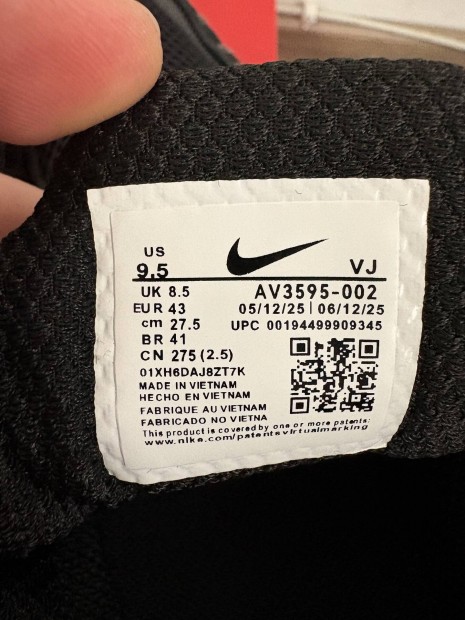 US
9.5 VJ
UK 8.5 AV3595-002
EUR 43 05/12/25 | 06/12/25
cm 27.5 UPC 00194499909345
BR 41
CN 275 (2.5)
01XH6DAJ8ZT7K
MADE IN VIETNAM
HECHO EN VIETNAM
FABRIQUE AU VIETNAM
FABRICADO NO VIETNA
This product is covered by one or more patents:
www.nike.com/patentsvirtualmarking